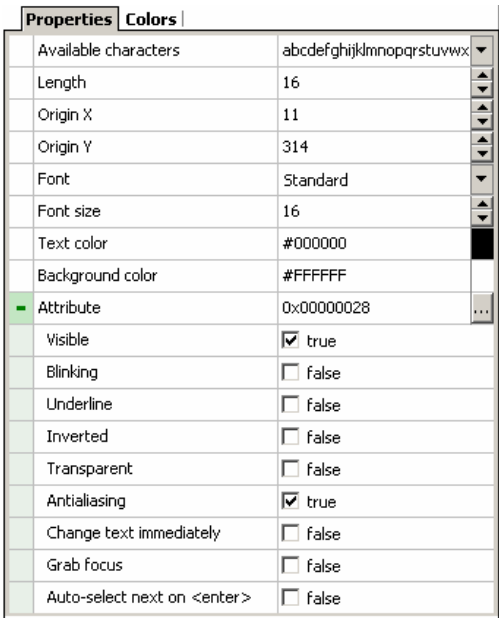 Properties Colors
Available characters abcdefghijklmnopqrstuvwx
Length 16
Origin X 11
Origin Y 314
Font Standard
Font size 16
Text color #000000
Background color #FFFFFF
Attribute 0x00000028 ...
Visible true
Blinking false
Underline false
Inverted false
Transparent false
Antialiasing true
Change text immediately false
Grab focus false
Auto-select next on <enter> false